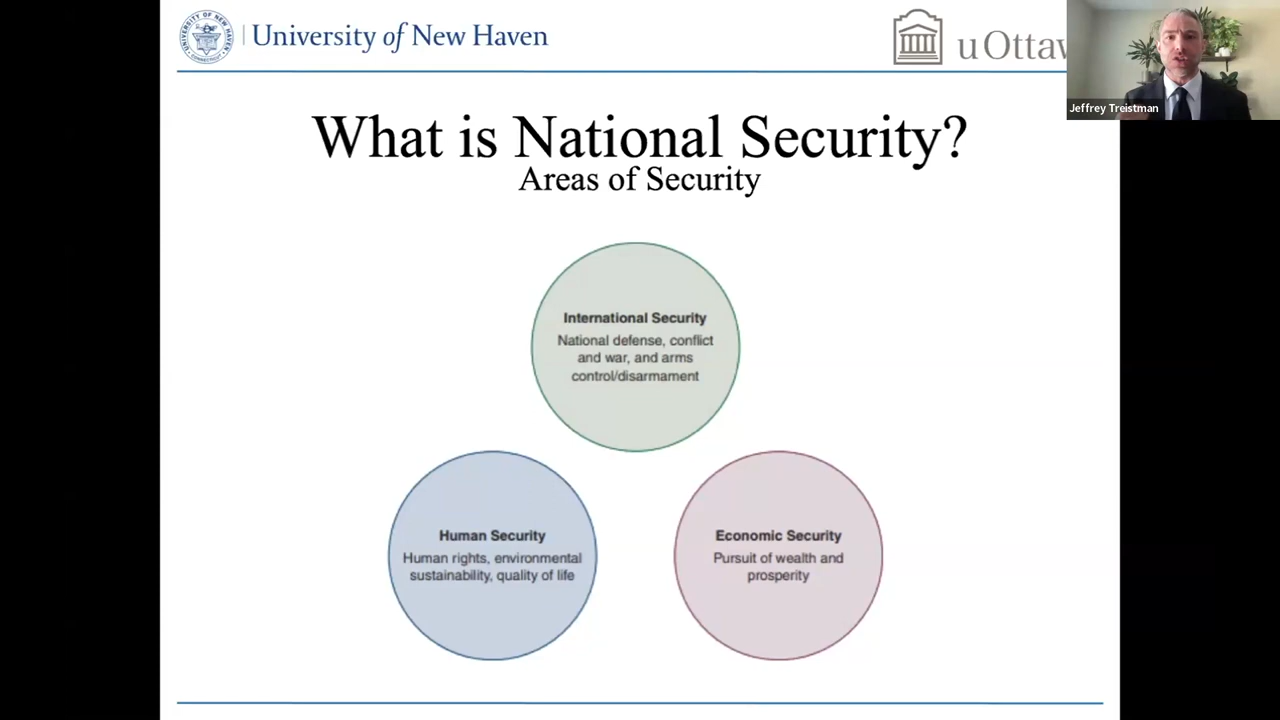 University of New Haven
uOttaw
Jeffrey Treistman
What is National Security?
Areas of Security
International Security
National defense, conflict
and war, and arms
control/disarmament
Human Security
Human rights, environmental
sustainability, quality of life
Economic Security
Pursuit of wealth and
prosperity